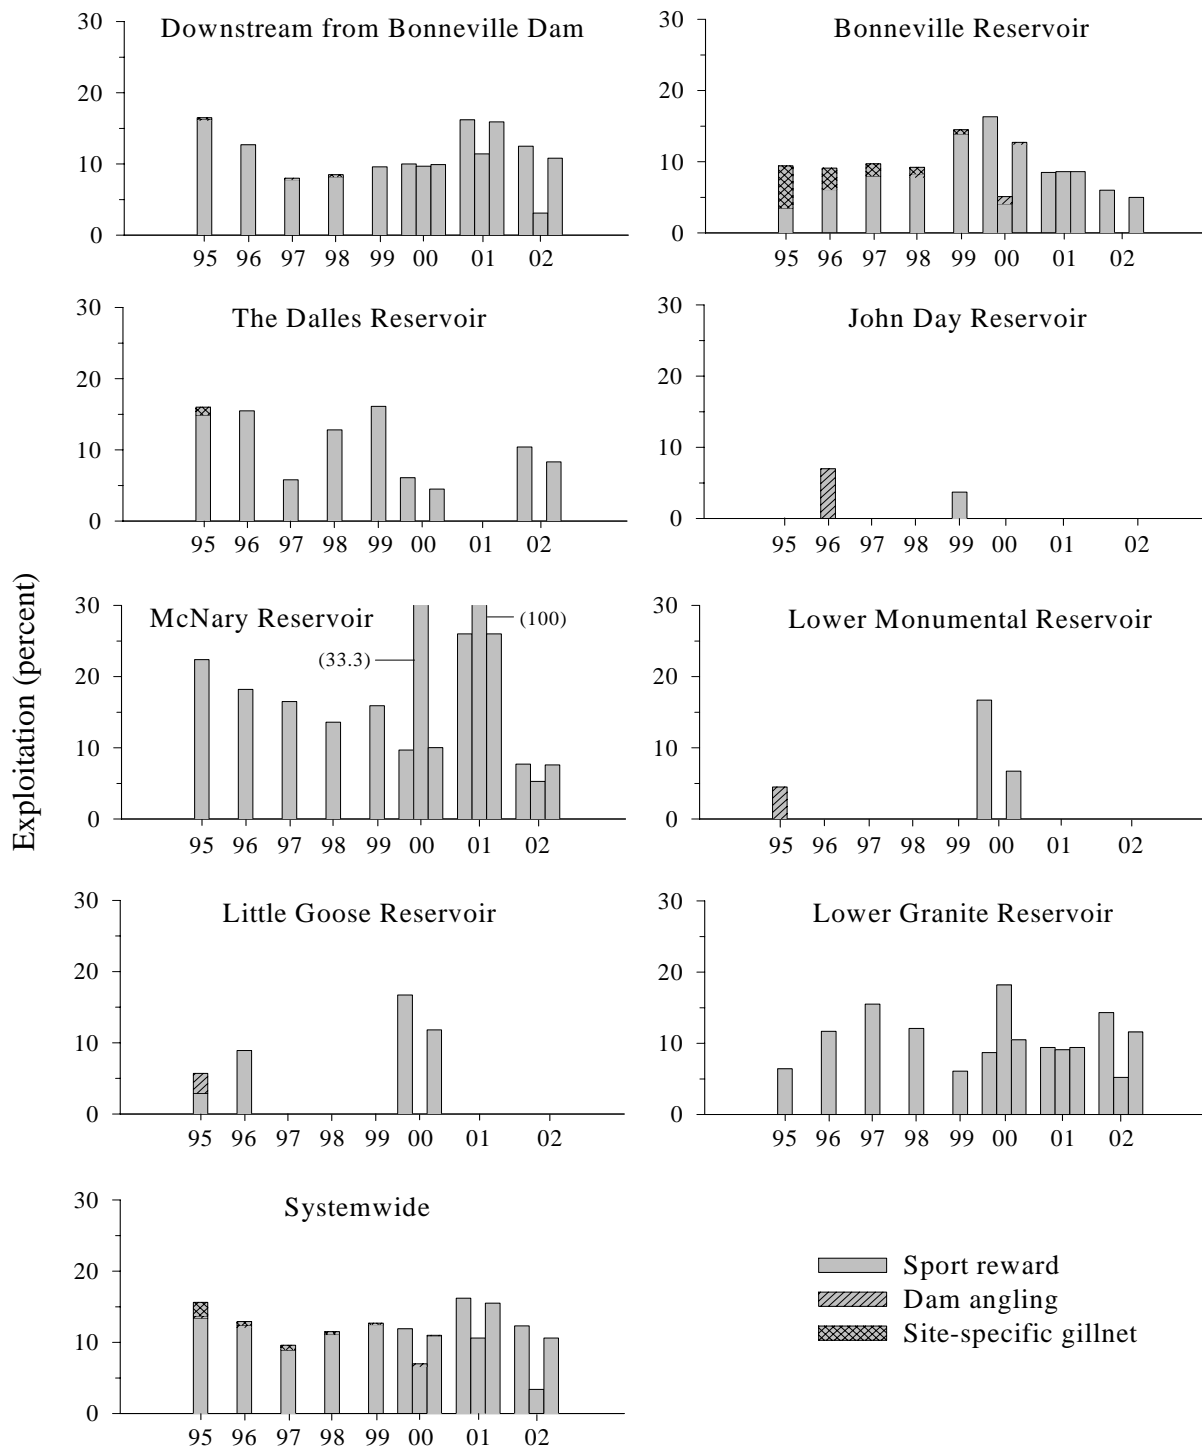 Exploitation (percent)
Downstream from Bonneville Dam
30
20
10
0
95 96 97 98 99 00 01 02
Bonneville Reservoir
30
20
10
0
95 96 97 98 99 00 01 02
The Dalles Reservoir
30
20
10
0
95 96 97 98 99 00 01 02
John Day Reservoir
30
20
10
0
95 96 97 98 99 00 01 02
McNary Reservoir
(33.3)
(100)
30
20
10
0
95 96 97 98 99 00 01 02
Lower Monumental Reservoir
30
20
10
0
95 96 97 98 99 00 01 02
Little Goose Reservoir
30
20
10
0
95 96 97 98 99 00 01 02
Lower Granite Reservoir
30
20
10
0
95 96 97 98 99 00 01 02
Systemwide
30
20
10
0
95 96 97 98 99 00 01 02
Sport reward
Dam angling
Site-specific gillnet